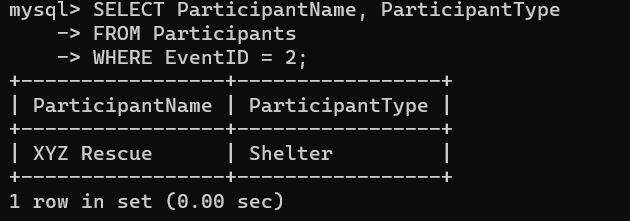 mysql> SELECT ParticipantName, ParticipantType
    -> FROM Participants
    -> WHERE EventID = 2;
+-----------------+-----------------+
| ParticipantName | ParticipantType |
+-----------------+-----------------+
| XYZ Rescue      | Shelter         |
+-----------------+-----------------+
1 row in set (0.00 sec)